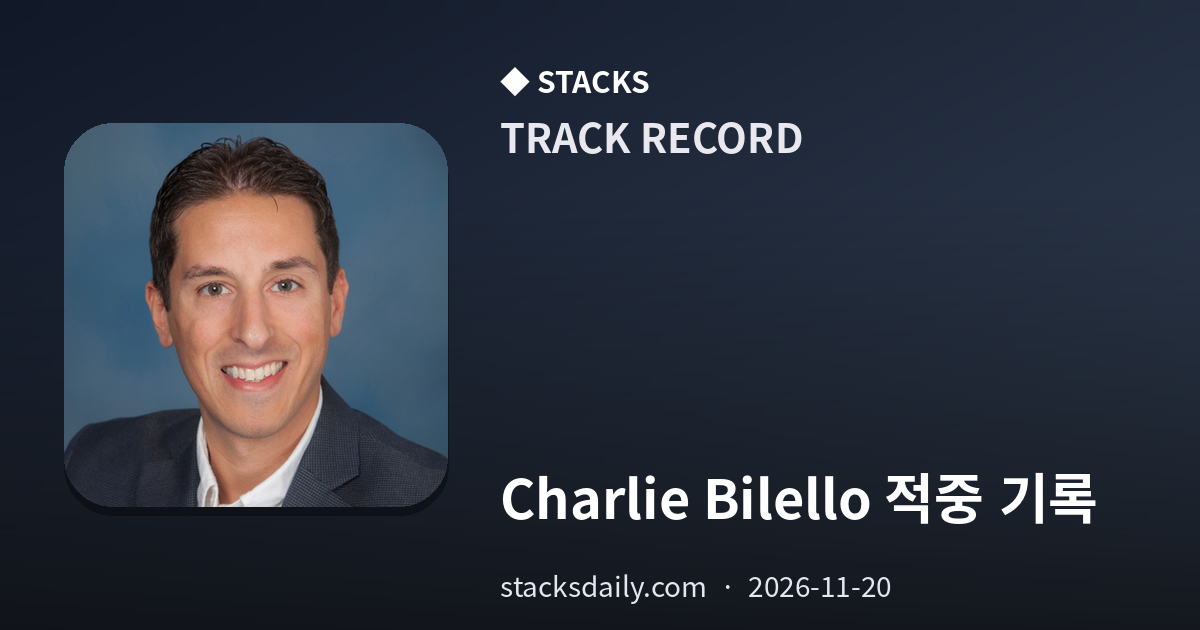 STACKS
TRACK RECORD
Charlie Bilello 적중 기록
stacksdaily.com · 2026-11-20